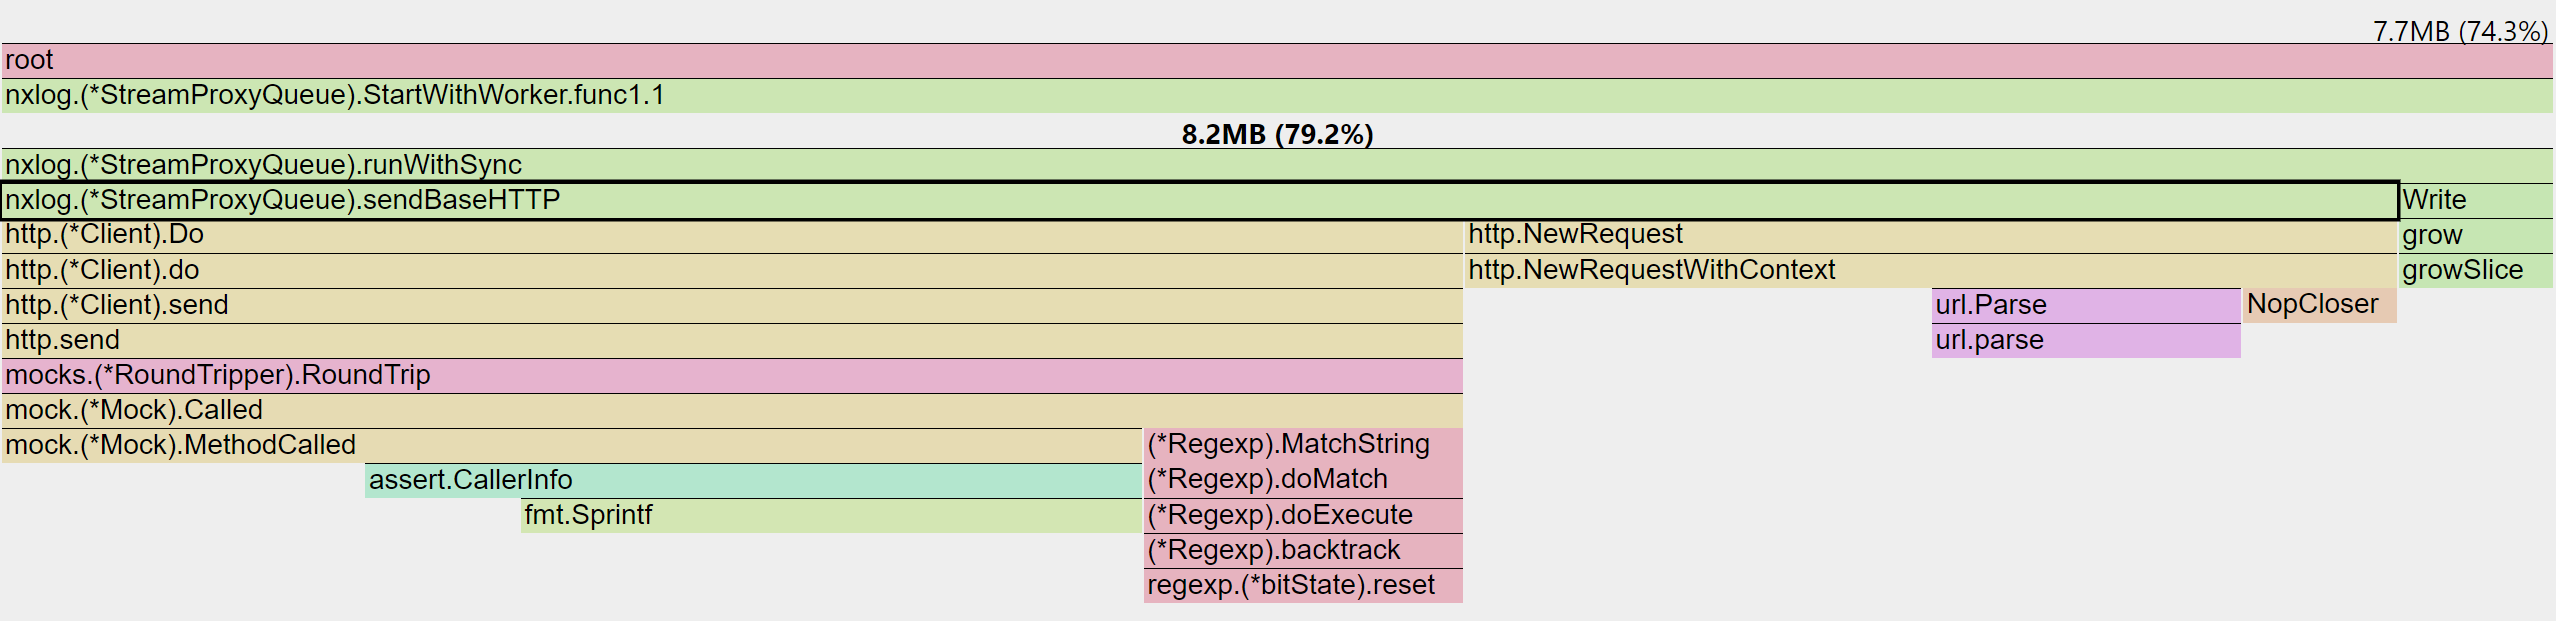 7.7MB (74.3%)
root
nxlog.(*StreamProxyQueue).StartWithWorker.func1.1
8.2MB (79.2%)
nxlog.(*StreamProxyQueue).runWithSync
nxlog.(*StreamProxyQueue).sendBaseHTTP Write
http.(*Client).Do http.NewRequest grow
http.(*Client).do http.NewRequestWithContext growSlice
http.(*Client).send url.Parse NopCloser
http.send url.parse
mocks.(*RoundTripper).RoundTrip
mock.(*Mock).Called
mock.(*Mock).MethodCalled (*Regexp).MatchString
assert.CallerInfo (*Regexp).doMatch
fmt.Sprintf (*Regexp).doExecute
(*Regexp).backtrack
regexp.(*bitState).reset